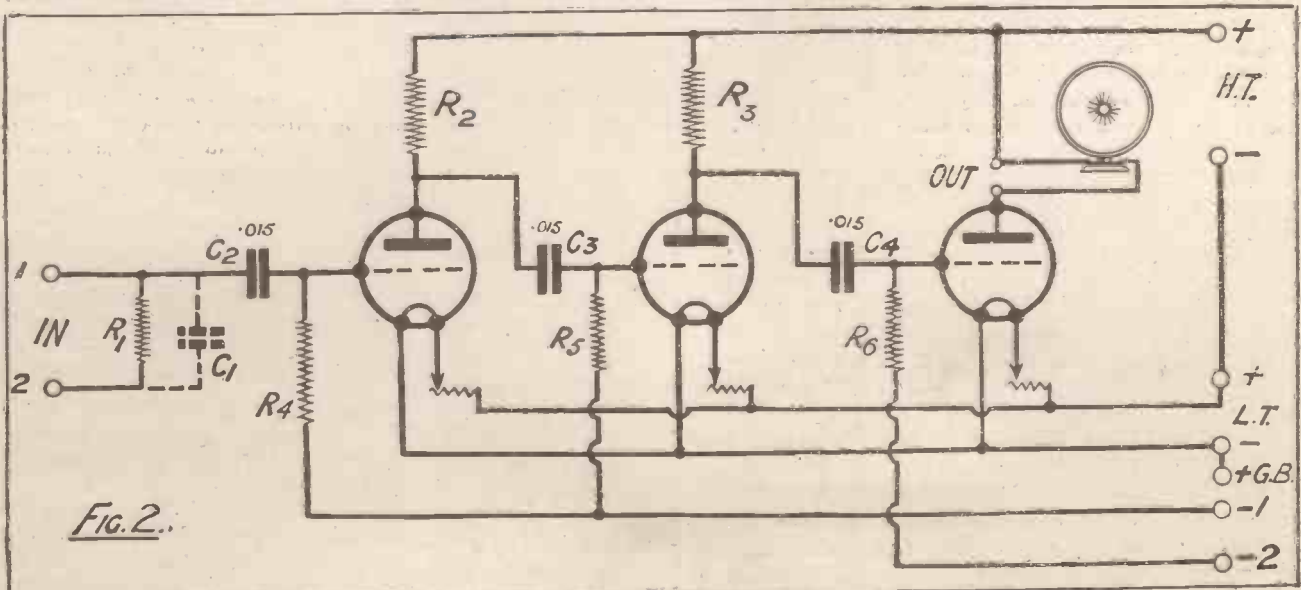 +
H.T.
-
R2
R3
OUT
.015
C2
.015
C3
.015
C4
1
IN
2
R1
C1
R4
R5
R6
+
L.T.
-
+G.B.
-1
-2
FIG. 2.